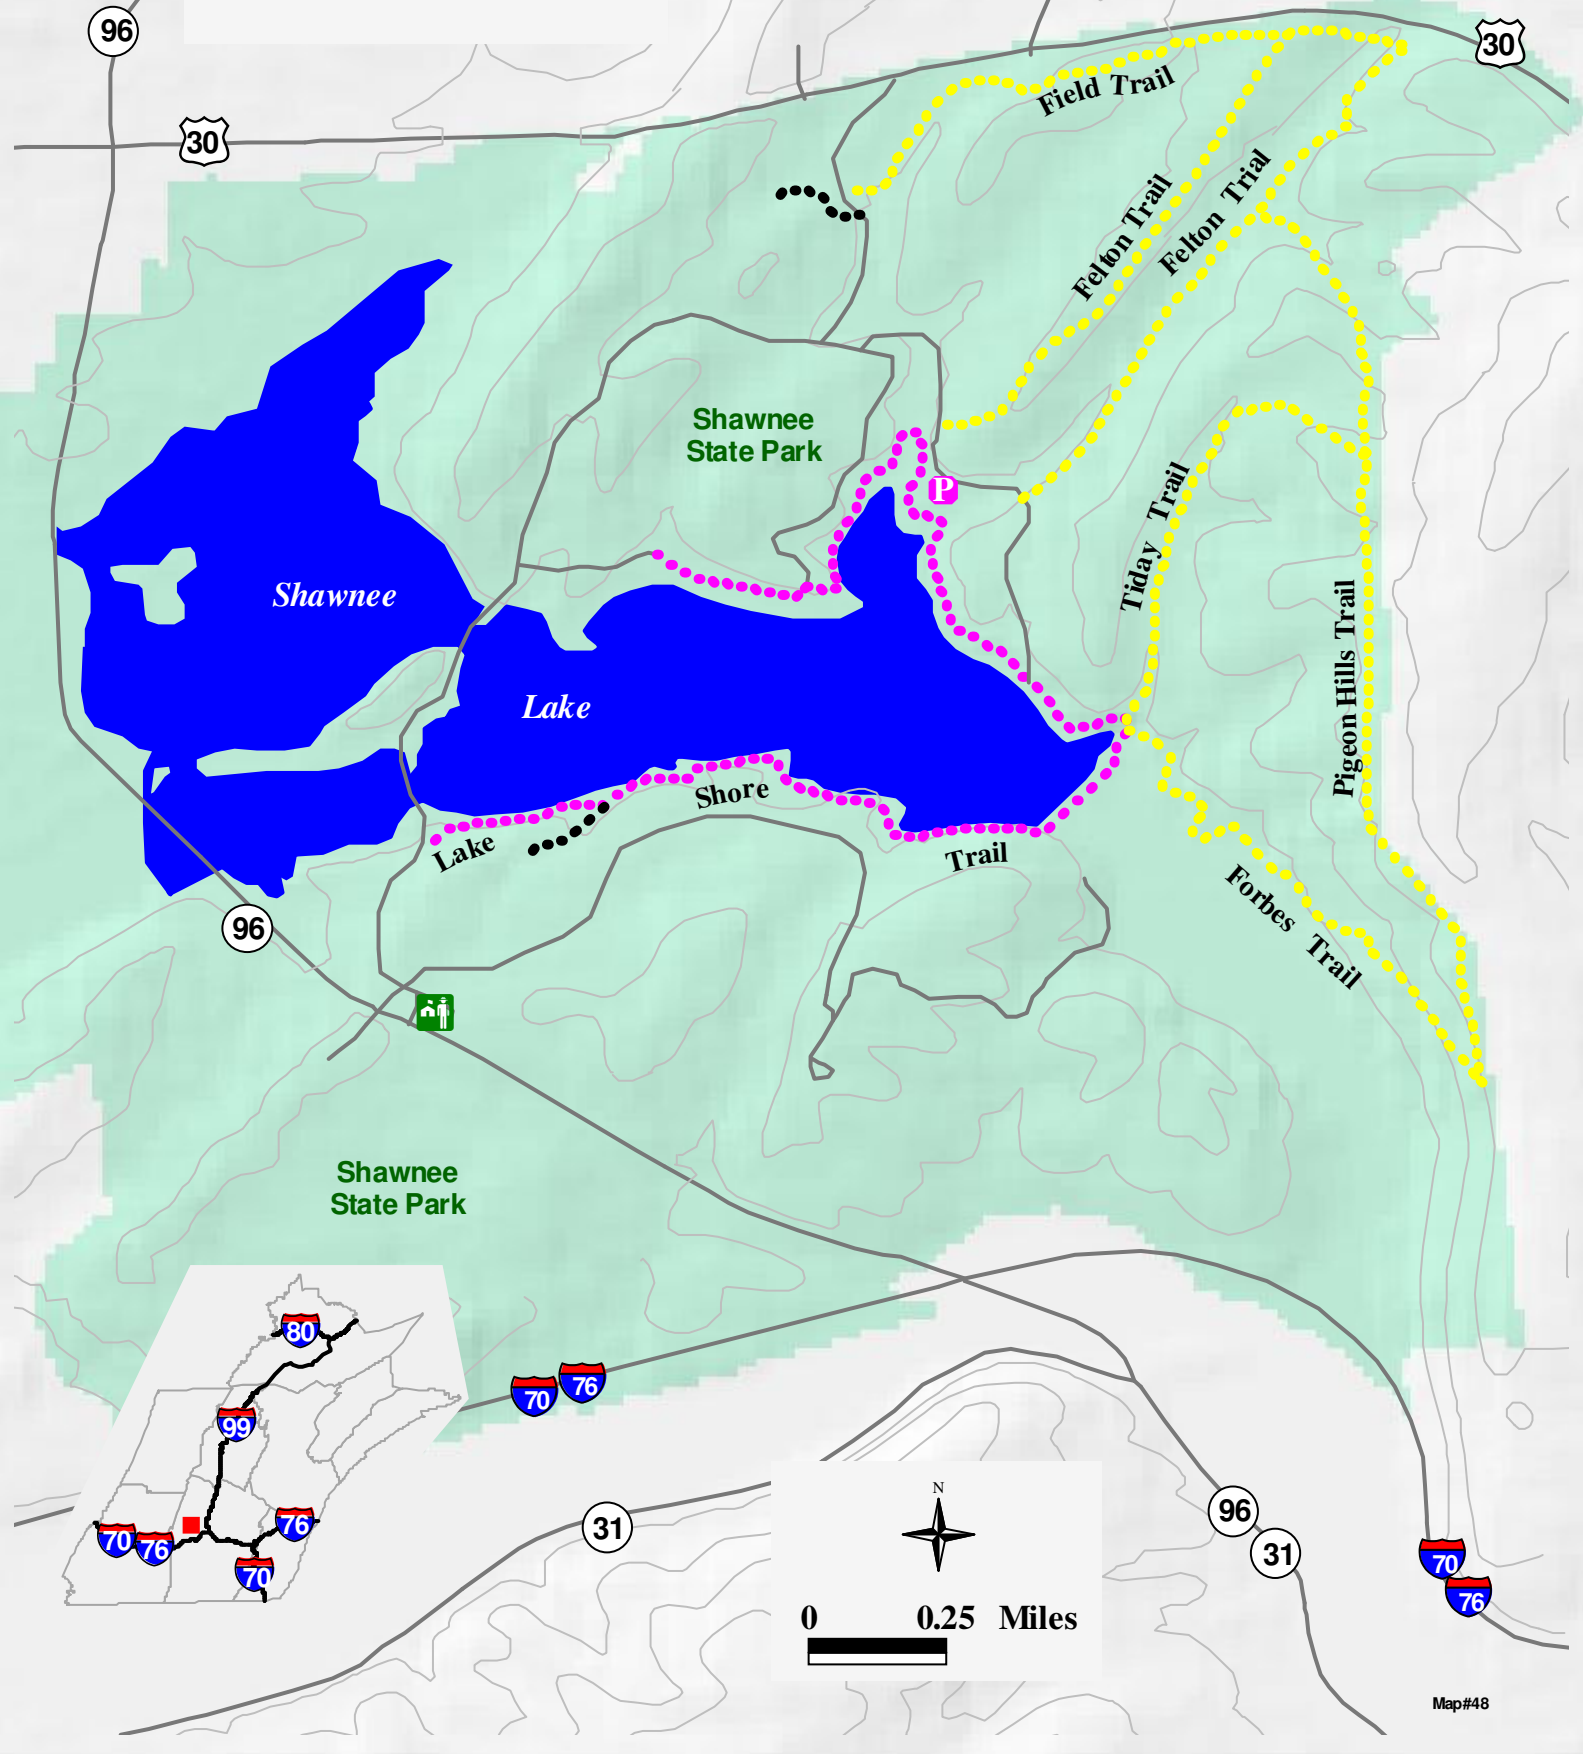 96
30
30
Field Trail
Felton Trail
Felton Trial
Shawnee
State Park
P
Tiday Trail
Shawnee
Pigeon Hills Trail
Lake
Shore
Lake
Trail
Forbes Trail
96
Shawnee
State Park
80
70
76
99
70
76
76
70
31
N
96
31
70
76
0 0.25 Miles
Map#48